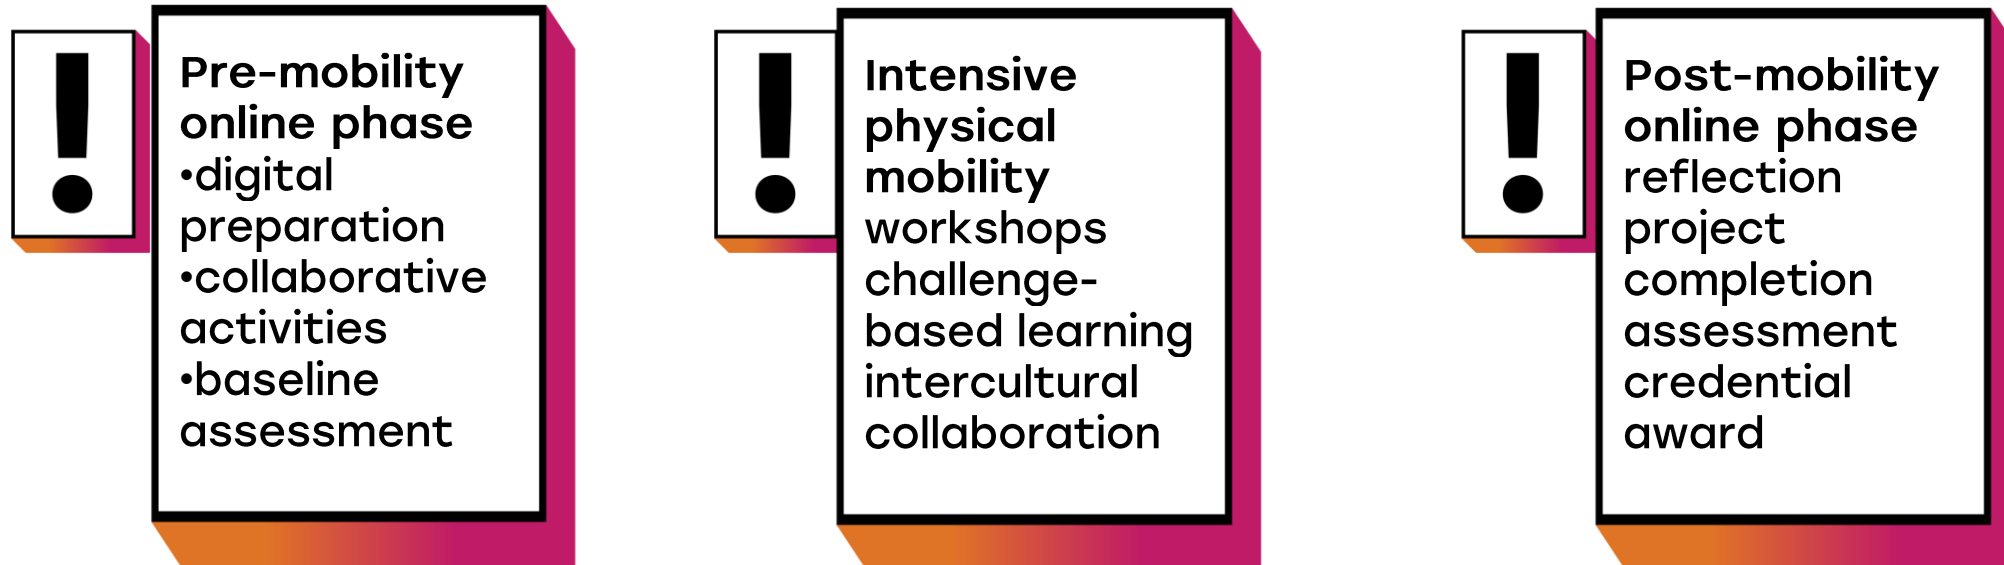 !
Pre-mobility
online phase
•digital
preparation
•collaborative
activities
•baseline
assessment
!
Intensive
physical
mobility
workshops
challenge-
based learning
intercultural
collaboration
!
Post-mobility
online phase
reflection
project
completion
assessment
credential
award